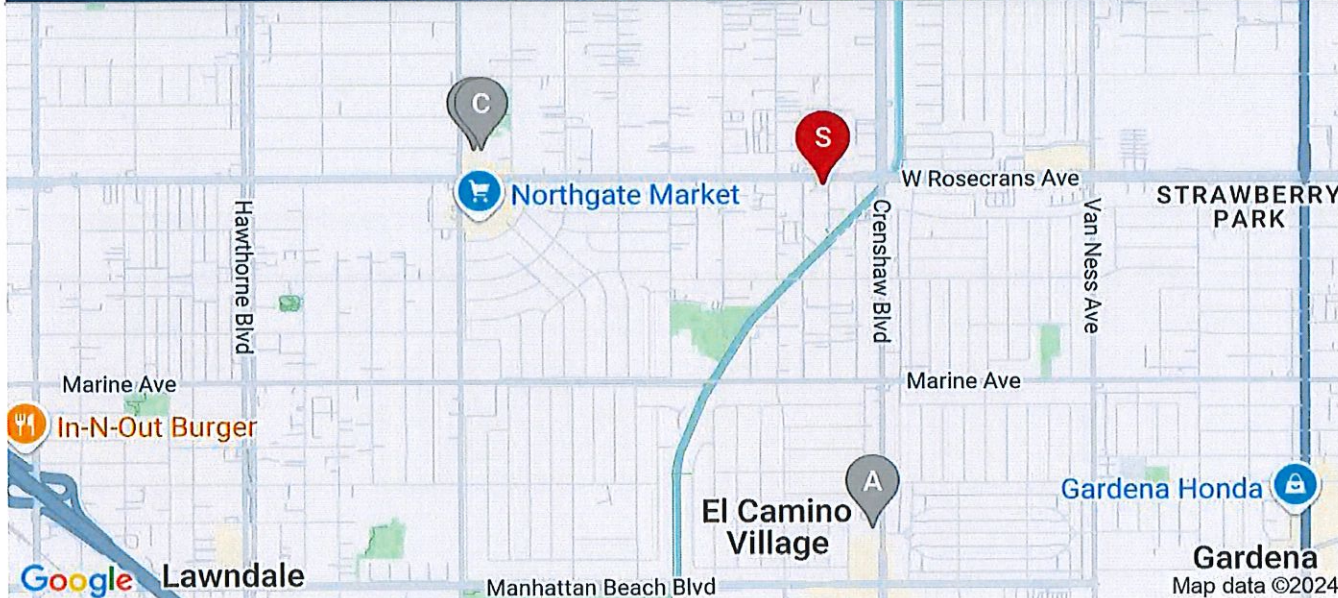 C
S
Northgate Market
W Rosecrans Ave
STRAWBERRY
PARK
Hawthorne Blvd
Crenshaw Blvd
Van Ness Ave
Marine Ave
Marine Ave
In-N-Out Burger
A
El Camino
Village
Gardena Honda
Gardena
Google
Lawndale
Manhattan Beach Blvd
Map data ©2024